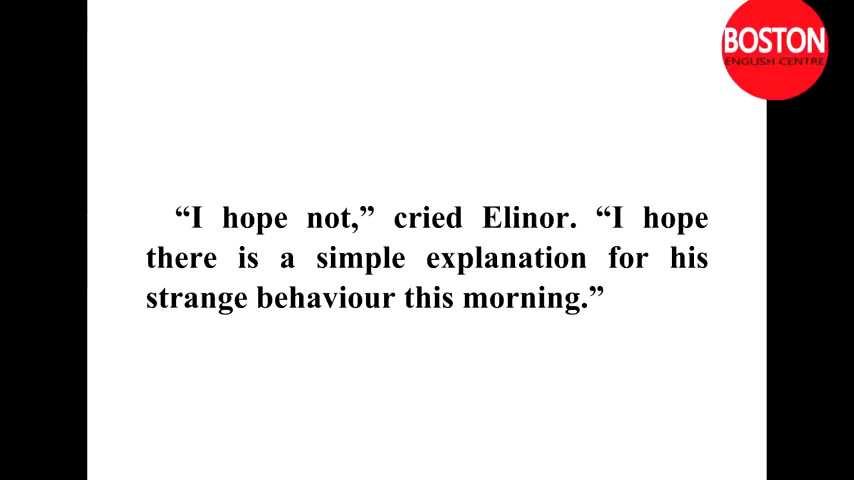 BOSTON
ENGLISH CENTRE
“I hope not,” cried Elinor. “I hope
there is a simple explanation for his
strange behaviour this morning.”